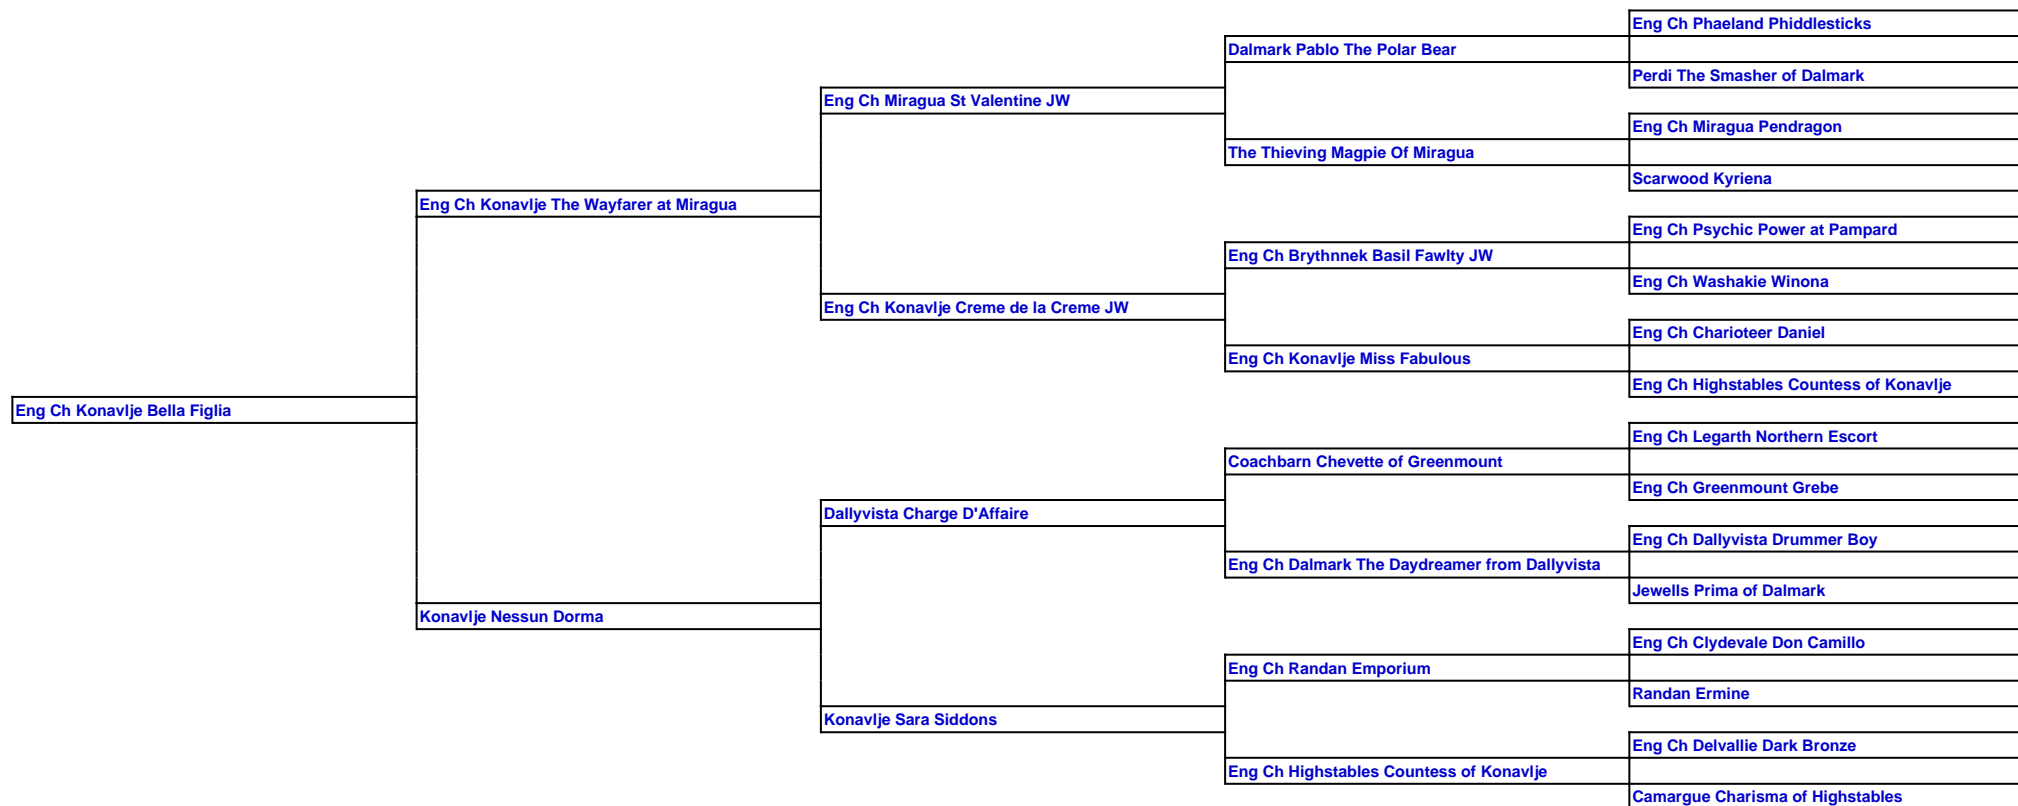 Eng Ch Phaeland Phiddlesticks
Dalmark Pablo The Polar Bear
Perdi The Smasher of Dalmark
Eng Ch Miragua St Valentine JW
Eng Ch Miragua Pendragon
The Thieving Magpie Of Miragua
Scarwood Kyriena
Eng Ch Konavlje The Wayfarer at Miragua
Eng Ch Psychic Power at Pampard
Eng Ch Brythnnek Basil Fawlty JW
Eng Ch Washakie Winona
Eng Ch Konavlje Creme de la Creme JW
Eng Ch Charioteer Daniel
Eng Ch Konavlje Miss Fabulous
Eng Ch Highstables Countess of Konavlje
Eng Ch Konavlje Bella Figlia
Eng Ch Legarth Northern Escort
Coachbarn Chevette of Greenmount
Eng Ch Greenmount Grebe
Dallyvista Charge D'Affaire
Eng Ch Dallyvista Drummer Boy
Eng Ch Dalmark The Daydreamer from Dallyvista
Jewells Prima of Dalmark
Konavlje Nessun Dorma
Eng Ch Clydevale Don Camillo
Eng Ch Randan Emporium
Randan Ermine
Konavlje Sara Siddons
Eng Ch Delvallie Dark Bronze
Eng Ch Highstables Countess of Konavlje
Camargue Charisma of Highstables